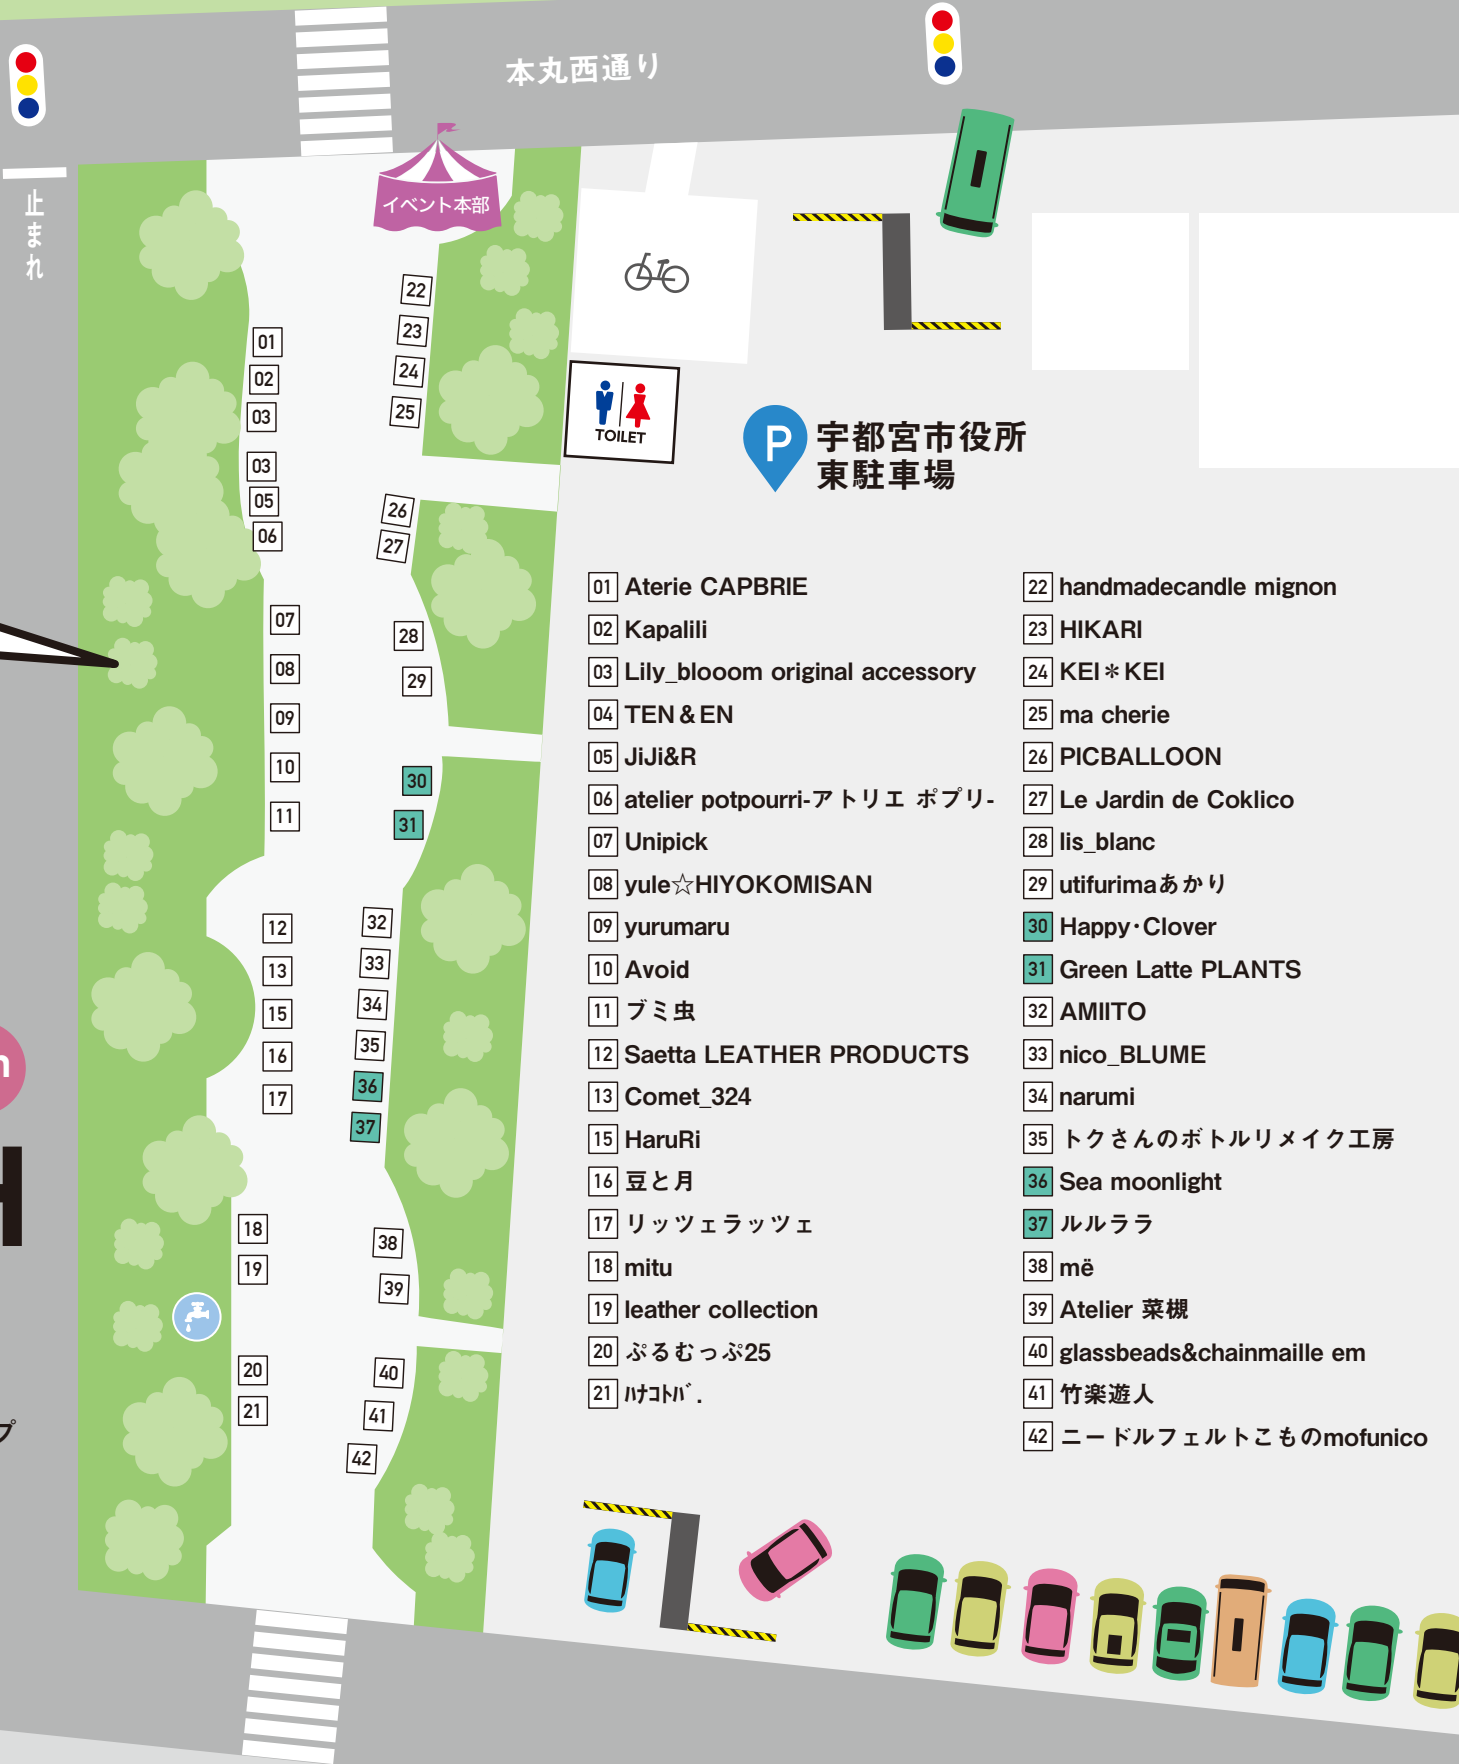 本丸西通り
止まれ
イベント本部
22
23
24
25
01
02
03
03
05
06
26
27
07
08
09
10
11
28
29
30
31
12
13
15
16
17
32
33
34
35
36
37
18
19
38
39
20
21
40
41
42
TOILET
P
宇都宮市役所
東駐車場
01 Aterie CAPBRIE
02 Kapalili
03 Lily_blooom original accessory
04 TEN&EN
05 JiJi&R
06 atelier potpourri-アトリエ ポプリ-
07 Unipick
08 yule☆HIYOKOMISAN
09 yurumaru
10 Avoid
11 ブミ虫
12 Saetta LEATHER PRODUCTS
13 Comet_324
15 HaruRi
16 豆と月
17 リッツェラッツェ
18 mitu
19 leather collection
20 ぷるむっぷ25
21 ﾊﾅｺﾄﾊﾞ.
22 handmadecandle mignon
23 HIKARI
24 KEI＊KEI
25 ma cherie
26 PICBALLOON
27 Le Jardin de Coklico
28 lis_blanc
29 utifurimaあかり
30 Happy・Clover
31 Green Latte PLANTS
32 AMIITO
33 nico_BLUME
34 narumi
35 トクさんのボトルリメイク工房
36 Sea moonlight
37 ルルララ
38 më
39 Atelier 菜槻
40 glassbeads&chainmaille em
41 竹楽遊人
42 ニードルフェルトこものmofunico
プ